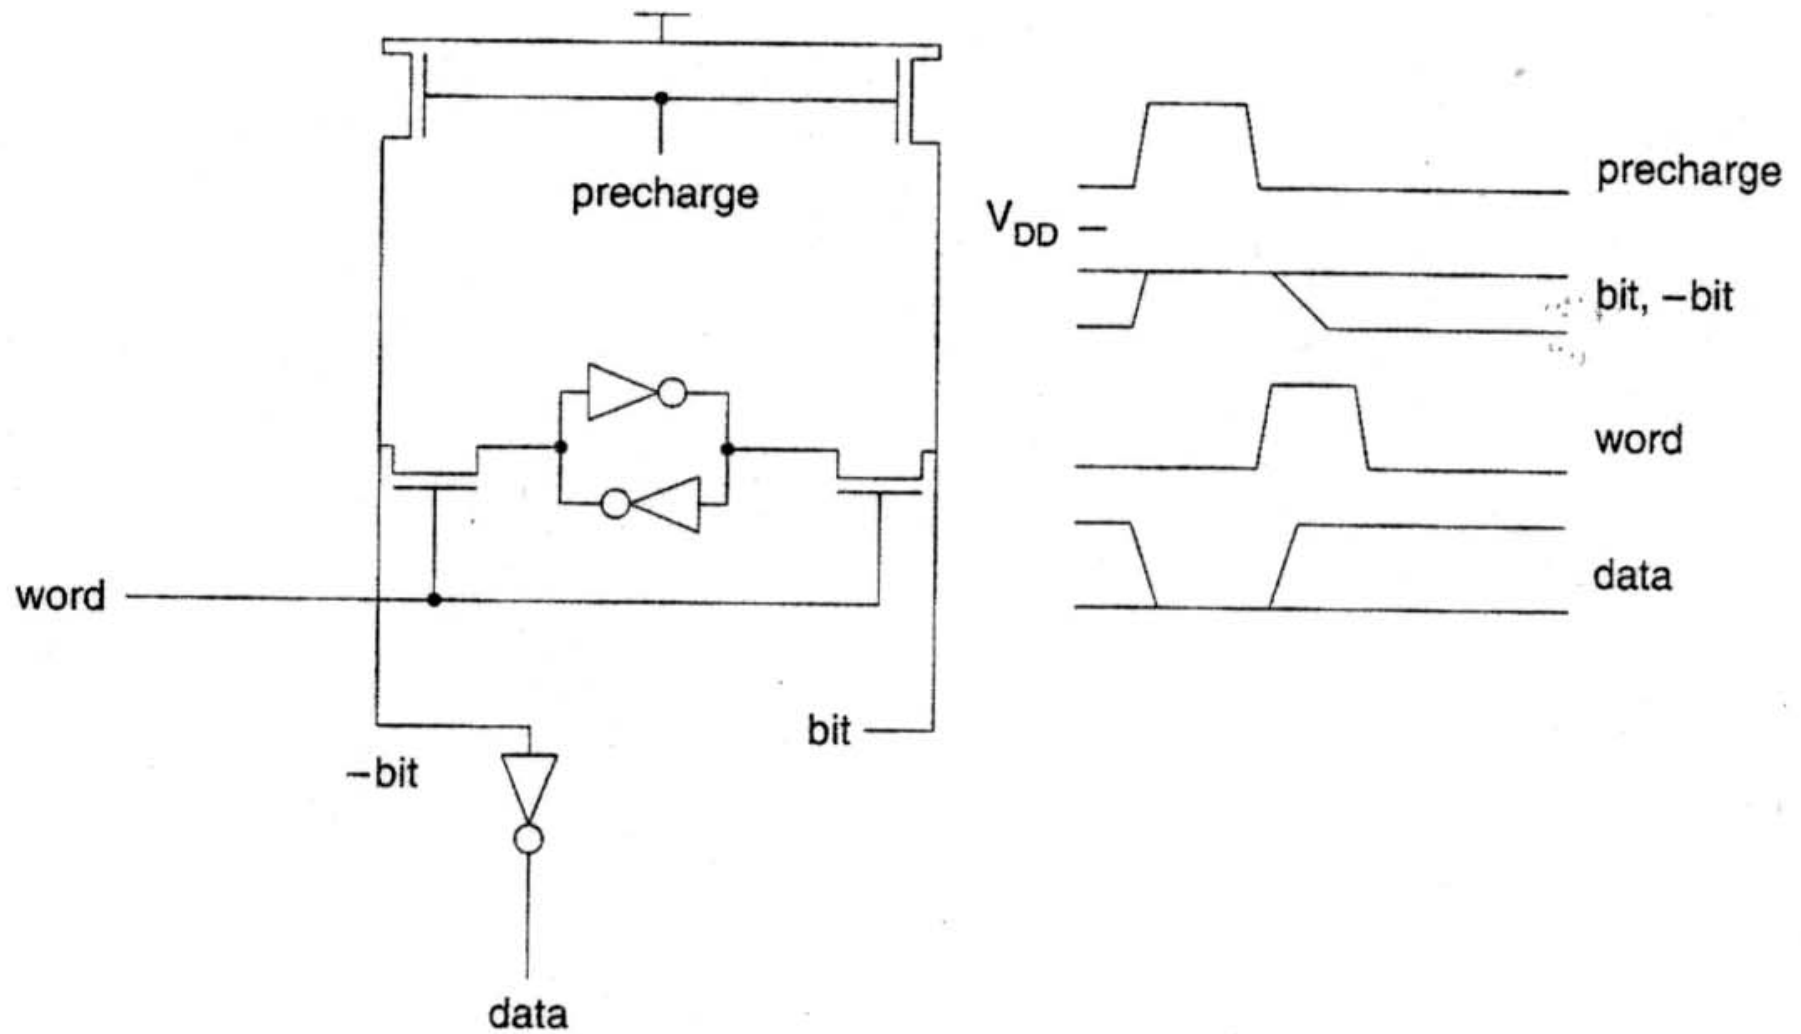 precharge
precharge
V_DD
bit, –bit
word
data
word
bit
–bit
data